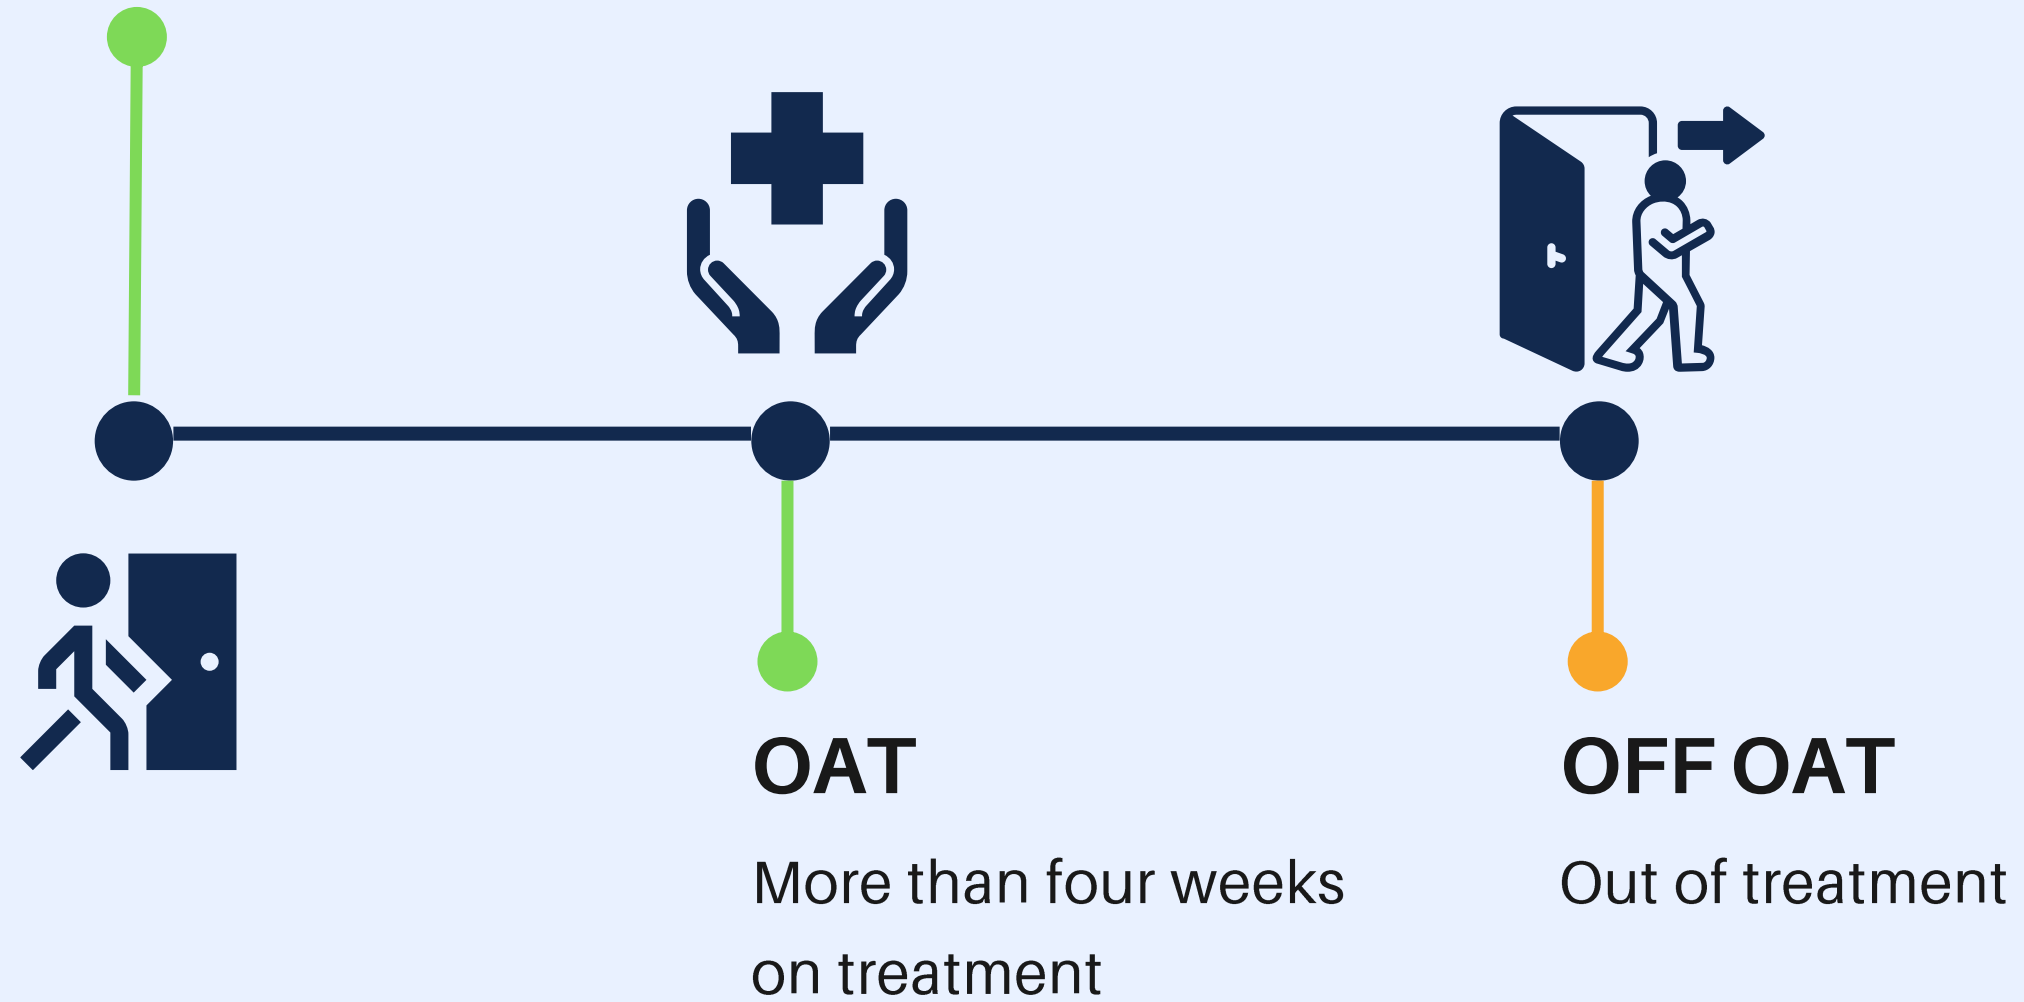 OAT
More than four weeks
on treatment
OFF OAT
Out of treatment